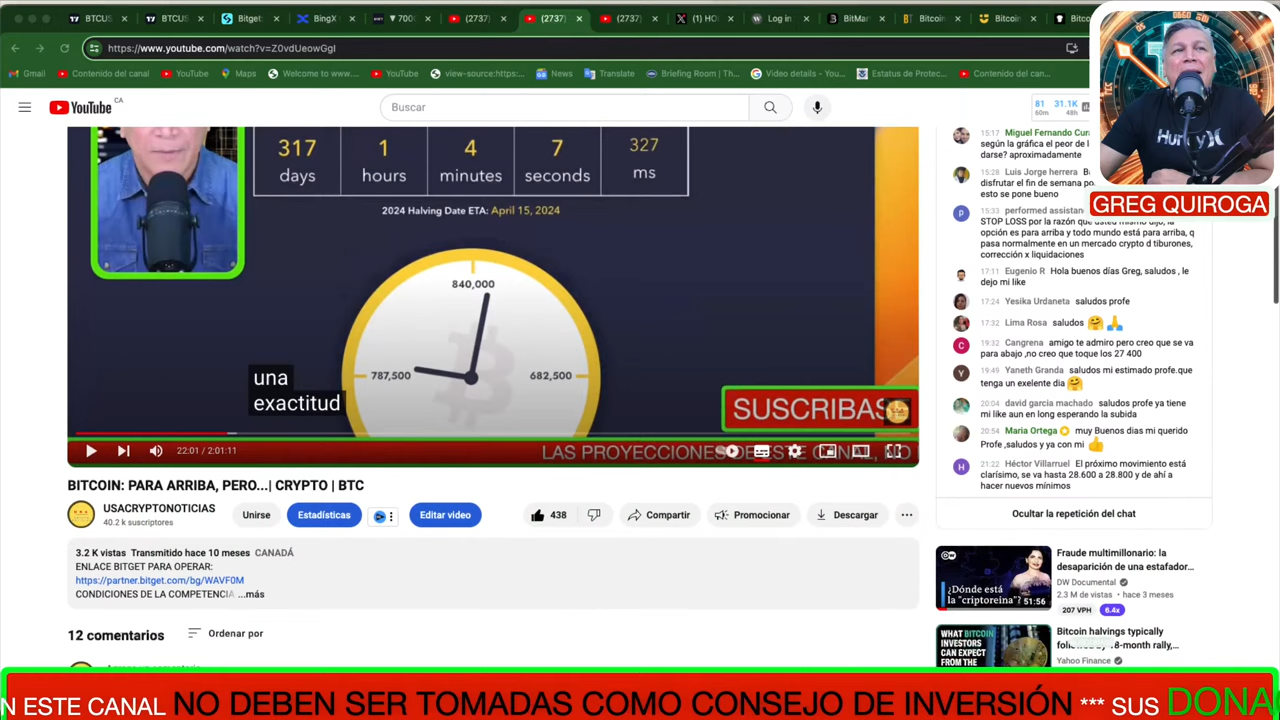 BTCUS
BTCUS
Bitget
BingX
▼ 700
(2737)
(2737)
(2737)
Log in
BitMar
Bitcoin
Bitcoin
Bitco
https://www.youtube.com/watch?v=Z0vdUeowGgI
Gmail
Contenido del canal
YouTube
Maps
Welcome to www....
YouTube
view-source:https:...
News
Translate
Briefing Room | Th...
Video details - You...
Estatus de Protec...
Contenido del can...
YouTube CA
Buscar
81 31.1K
60m 48h
317 1 4 7 327
days hours minutes seconds ms
2024 Halving Date ETA: April 15, 2024
840,000
787,500
682,500
una
exactitud
SUSCRIBAS
22:01 / 2:01:11
LAS PROYECCIONES DE ESTE CANAL, NO
BITCOIN: PARA ARRIBA, PERO...| CRYPTO | BTC
USACRYPTONOTICIAS
40.2 k suscriptores
Unirse
Estadísticas
Editar video
438
Compartir
Promocionar
Descargar
3.2 K vistas Transmitido hace 10 meses CANADÁ
ENLACE BITGET PARA OPERAR:
https://partner.bitget.com/bg/WAVF0M
CONDICIONES DE LA COMPETENCIA ...más
12 comentarios
Ordenar por
15:17 Miguel Fernando Cur
según la gráfica el peor de l
darse? aproximadamente
15:28 Luis Jorge herrera
disfrutar el fin de semana po
esto se pone bueno
15:33 performed assistan
STOP LOSS por la razón que usted mismo dijo, la
opción es para arriba y todo mundo está para arriba, q
pasa normalmente en un mercado crypto d tiburones,
corrección x liquidaciones
17:11 Eugenio R Hola buenos días Greg, saludos , le
dejo mi like
17:24 Yesika Urdaneta saludos profe
17:32 Lima Rosa saludos
19:32 Cangrena amigo te admiro pero creo que se va
para abajo ,no creo que toque los 27 400
19:49 Yaneth Granda saludos mi estimado profe.que
tenga un exelente dia
20:04 david garcia machado saludos profe ya tiene
mi like aun en long esperando la subida
20:54 Maria Ortega muy Buenos dias mi querido
Profe ,saludos y ya con mi
21:22 Héctor Villarruel El próximo movimiento está
clarísimo, se va hasta 28.600 a 28.800 y de ahí a
hacer nuevos mínimos
Ocultar la repetición del chat
¿Dónde está
la "criptoreina"? 51:56
Fraude multimillonario: la
desaparición de una estafador...
DW Documental
2.3 M de vistas • hace 3 meses
207 VPH 6.4x
WHAT BITCOIN
INVESTORS
CAN EXPECT
FROM THE
Bitcoin halvings typically
Yahoo Finance
Hurley
GREG QUIROGA
N ESTE CANAL NO DEBEN SER TOMADAS COMO CONSEJO DE INVERSIÓN *** SUS DONA